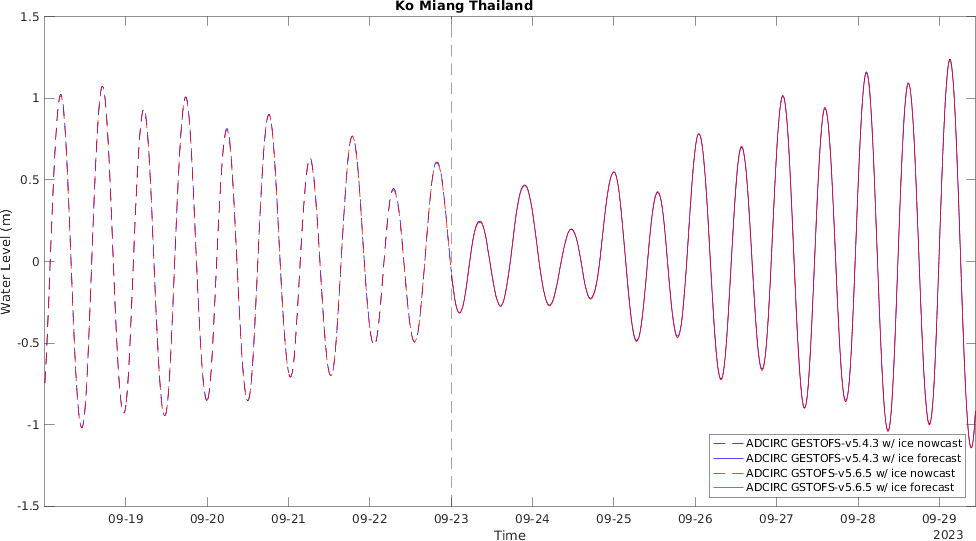 Ko Miang Thailand
1.5
1
0.5
0
-0.5
-1
-1.5
Water Level (m)
09-19 09-20 09-21 09-22 09-23 09-24 09-25 09-26 09-27 09-28 09-29
Time
2023
ADCIRC GESTOFS-v5.4.3 w/ ice nowcast
ADCIRC GESTOFS-v5.4.3 w/ ice forecast
ADCIRC GSTOFS-v5.6.5 w/ ice nowcast
ADCIRC GSTOFS-v5.6.5 w/ ice forecast